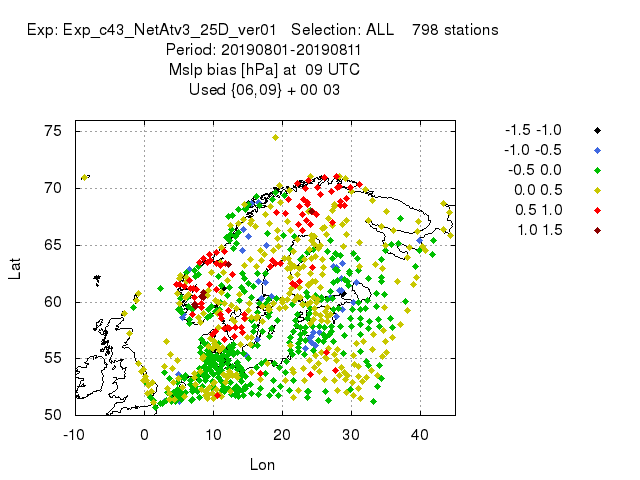 Exp: Exp_c43_NetAtv3_25D_ver01 Selection: ALL 798 stations
Period: 20190801-20190811
Mslp bias [hPa] at 09 UTC
Used {06,09} + 00 03
75
70
65
60
55
50
-10 0 10 20 30 40
Lat
Lon
-1.5 -1.0
-1.0 -0.5
-0.5 0.0
0.0 0.5
0.5 1.0
1.0 1.5